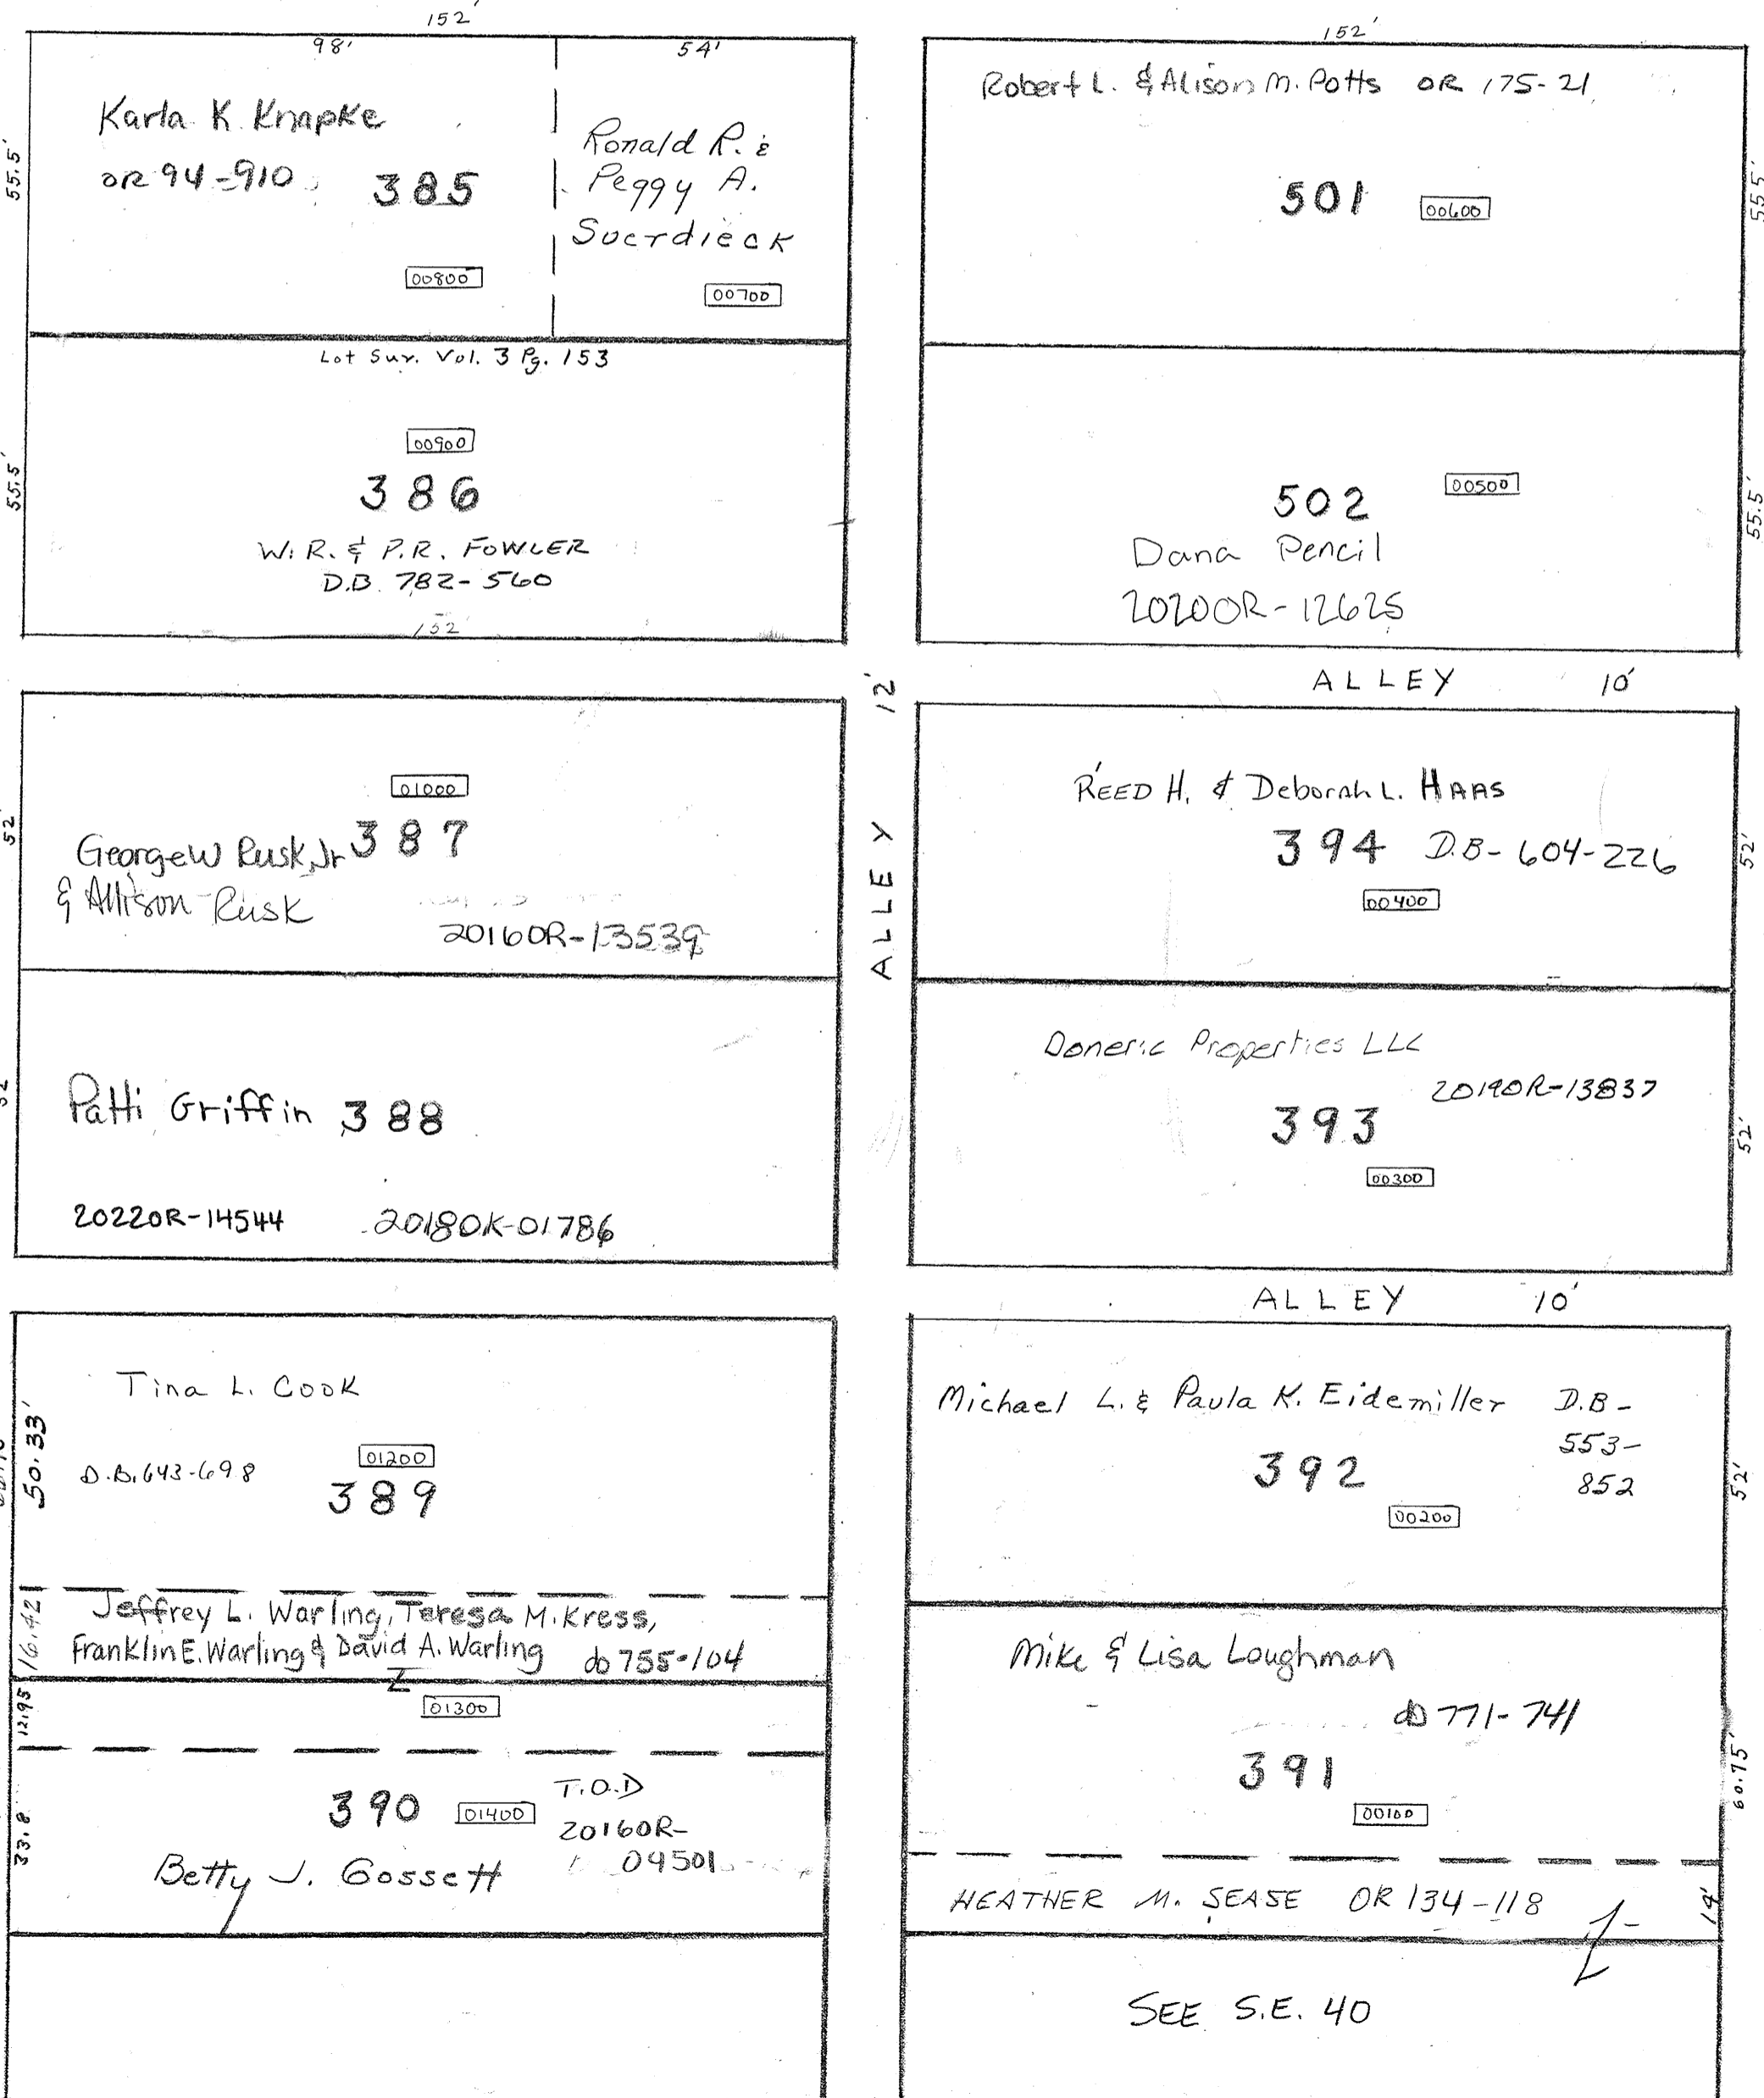 152'
98'
54'
Karla K. Knapke
OR 94-910
385
00800
55.5'
Ronald R. &
Peggy A.
Suerdieck
00700
Lot Sur. Vol. 3 Pg. 153
00900
386
W. R. & P.R. FOWLER
D.B. 782-560
152
55.5'
152'
Robert L. & Alison M. Potts OR 175-21
501
00600
55.5'
502
00500
Dana Pencil
2020OR-12625
55.5'
ALLEY 10'
ALLEY 12'
01000
387
George W Rusk, Jr
& Allison Rusk
2016OR-13539
52
Patti Griffin 388
2022OR-14544 2018OR-01786
52
REED H. & Deborah L. HAAS
394 D.B- 604-226
00400
52'
Doneric Properties LLC
2019OR-13837
393
00300
52'
ALLEY 10'
Tina L. Cook
D.B. 643-698
01200
389
50.33'
Jeffrey L. Warling, Teresa M. Kress,
Franklin E. Warling & David A. Warling db 755-104
16.42
01300
12.95
390
01400
T.O.D
2016OR-
04501
Betty J. Gossett
33.8
Michael L. & Paula K. Eidemiller D.B-
553-
852
392
00200
52'
Mike & Lisa Loughman
db 771-741
391
00100
60.75'
HEATHER M. SEASE OR 134-118
14'
SEE S.E. 40